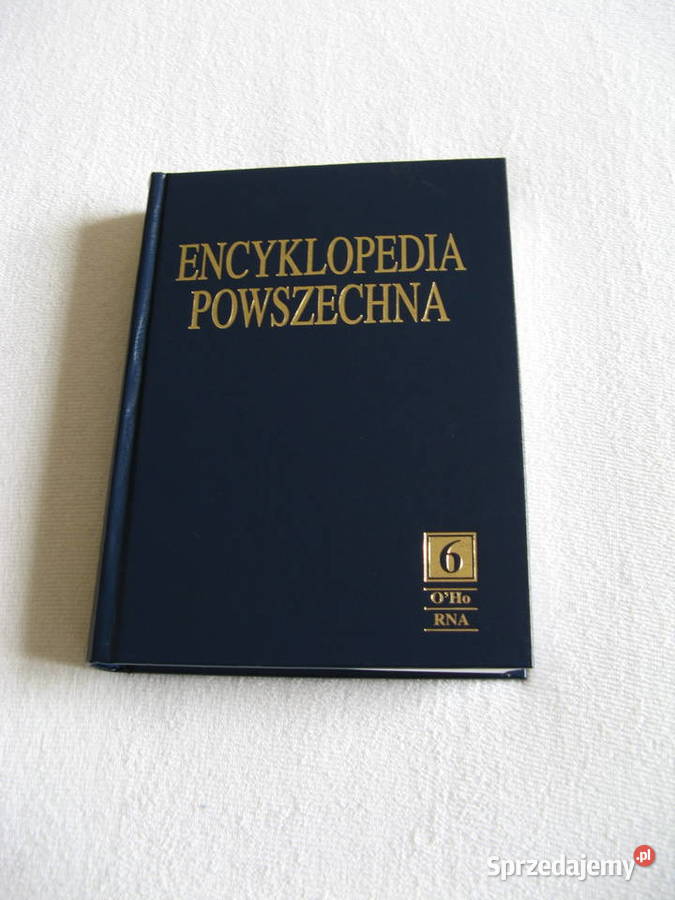 ENCYKLOPEDIA
POWSZECHNA
6
O'Ho
RNA
Sprzedajemy.pl